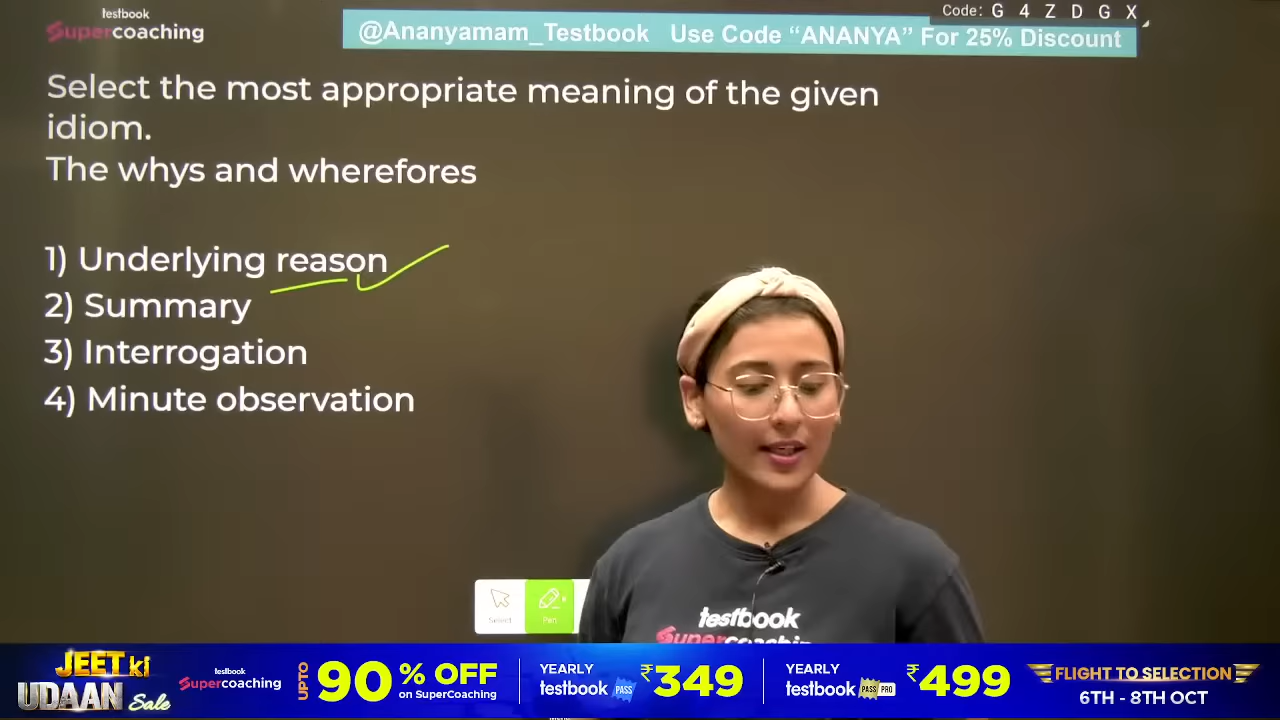 testbook
Supercoaching
@Ananyamam_Testbook Use Code “ANANYA” For 25% Discount
Code: G 4 Z D G X
Select the most appropriate meaning of the given
idiom.
The whys and wherefores
1) Underlying reason
2) Summary
3) Interrogation
4) Minute observation
Select
Pen
testbook
Supercoaching
JEET ki
UDAAN Sale
testbook
Supercoaching
UPTO 90% OFF
on SuperCoaching
YEARLY
testbook PASS
₹349
YEARLY
testbook PASS PRO
₹499
FLIGHT TO SELECTION
6TH - 8TH OCT